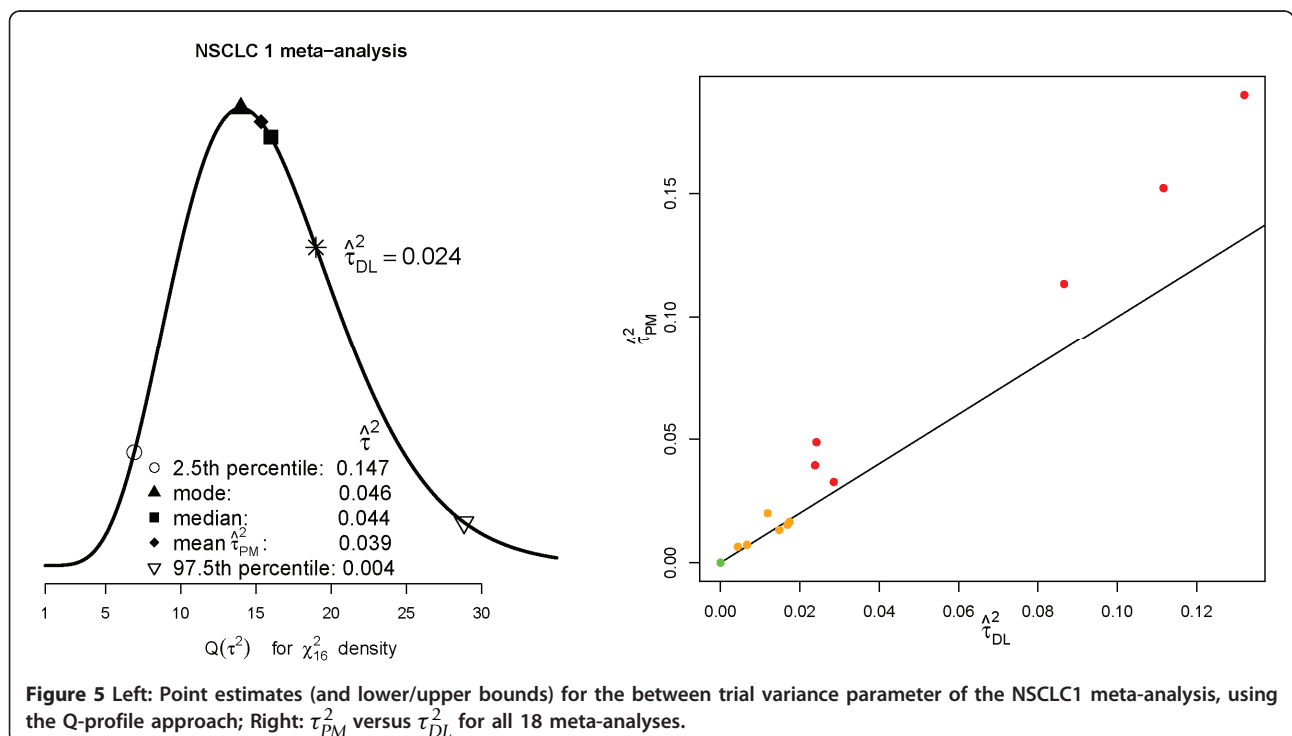 NSCLC 1 meta−analysis
τ̂²_DL = 0.024
τ̂²
○ 2.5th percentile: 0.147
▲ mode: 0.046
■ median: 0.044
◆ mean τ̂²_PM: 0.039
▽ 97.5th percentile: 0.004
1 5 10 15 20 25 30
Q(τ²) for χ²₁₆ density
0.15
0.10
0.05
0.00
τ̂²_PM
0.00 0.02 0.04 0.06 0.08 0.10 0.12
τ̂²_DL
Figure 5 Left: Point estimates (and lower/upper bounds) for the between trial variance parameter of the NSCLC1 meta-analysis, using
the Q-profile approach; Right: τ²_PM versus τ²_DL for all 18 meta-analyses.